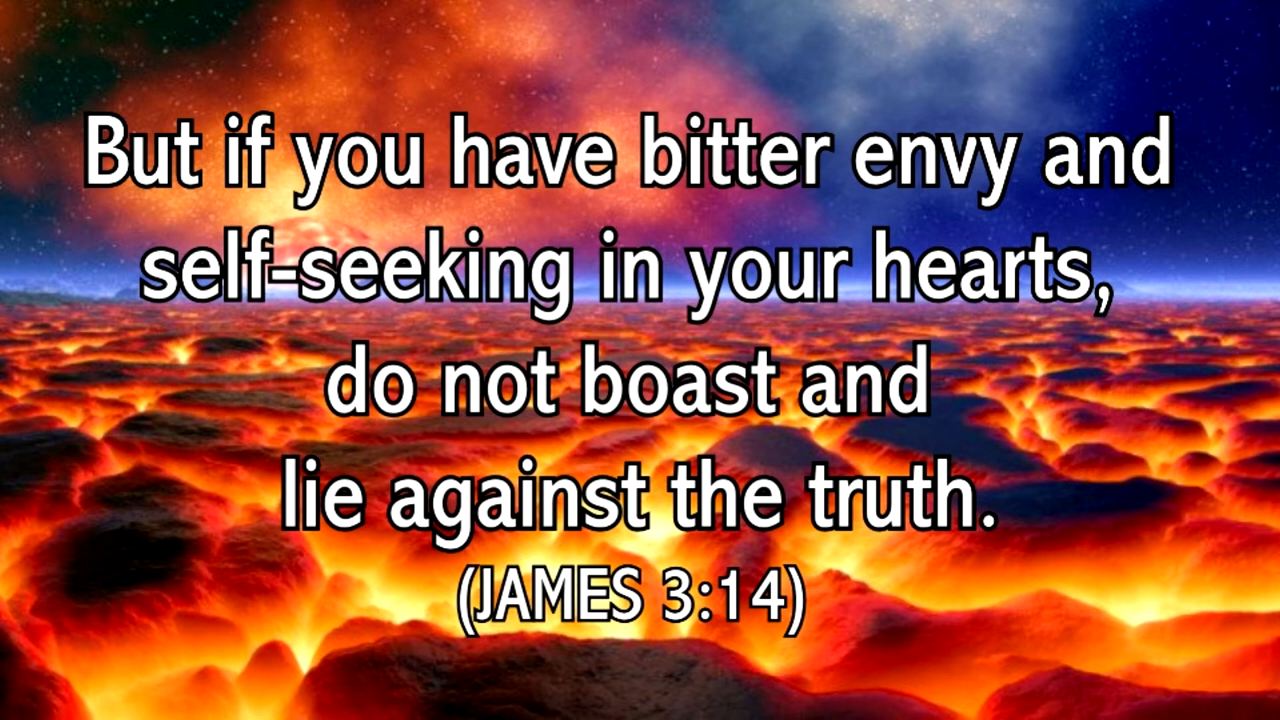 But if you have bitter envy and
self-seeking in your hearts,
do not boast and
lie against the truth.
(JAMES 3:14)